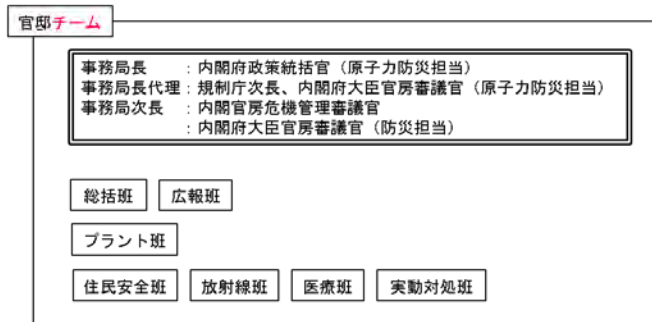 官邸チーム
事務局長　：内閣府政策統括官（原子力防災担当）
事務局長代理：規制庁次長、内閣府大臣官房審議官（原子力防災担当）
事務局次長　：内閣官房危機管理審議官
：内閣府大臣官房審議官（防災担当）
総括班　広報班
プラント班
住民安全班　放射線班　医療班　実動対処班